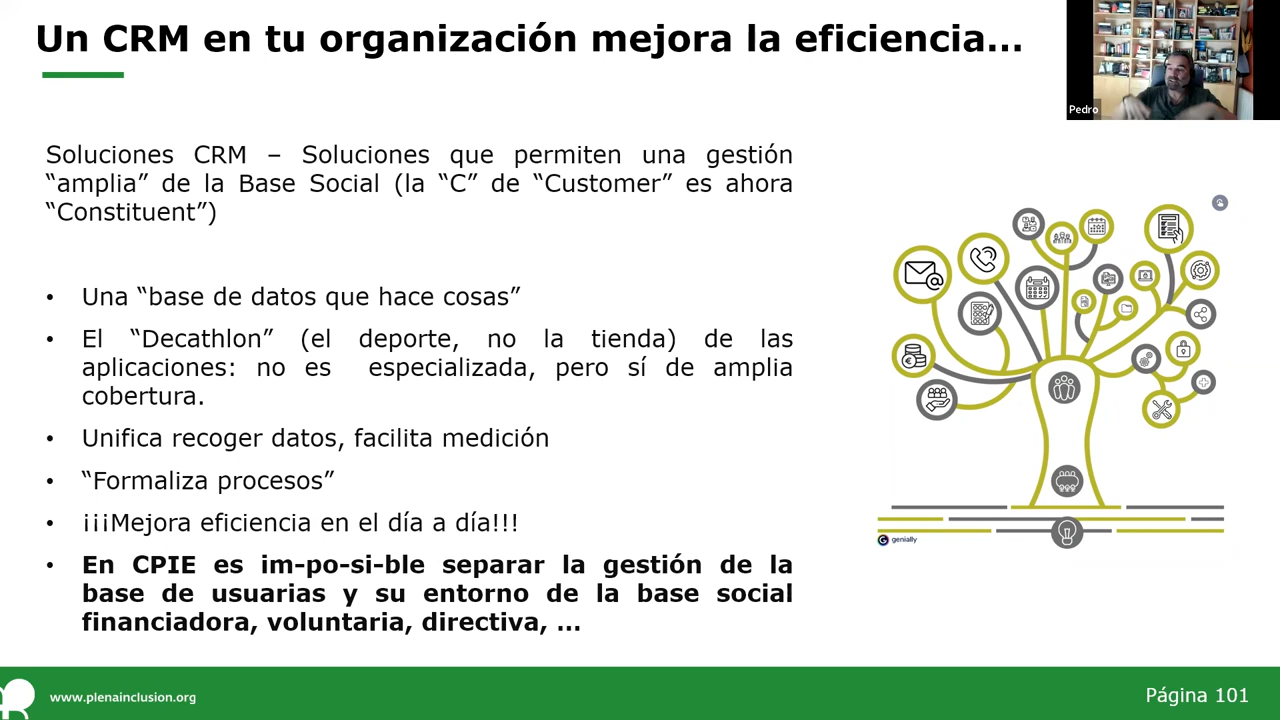 Un CRM en tu organización mejora la eficiencia...
Pedro
Soluciones CRM – Soluciones que permiten una gestión
“amplia” de la Base Social (la “C” de “Customer” es ahora
“Constituent”)
• Una “base de datos que hace cosas”
• El “Decathlon” (el deporte, no la tienda) de las
aplicaciones: no es especializada, pero sí de amplia
cobertura.
• Unifica recoger datos, facilita medición
• “Formaliza procesos”
• ¡¡¡Mejora eficiencia en el día a día!!!
• En CPIE es im-po-si-ble separar la gestión de la
base de usuarias y su entorno de la base social
financiadora, voluntaria, directiva, ...
genially
www.plenainclusion.org
Página 101